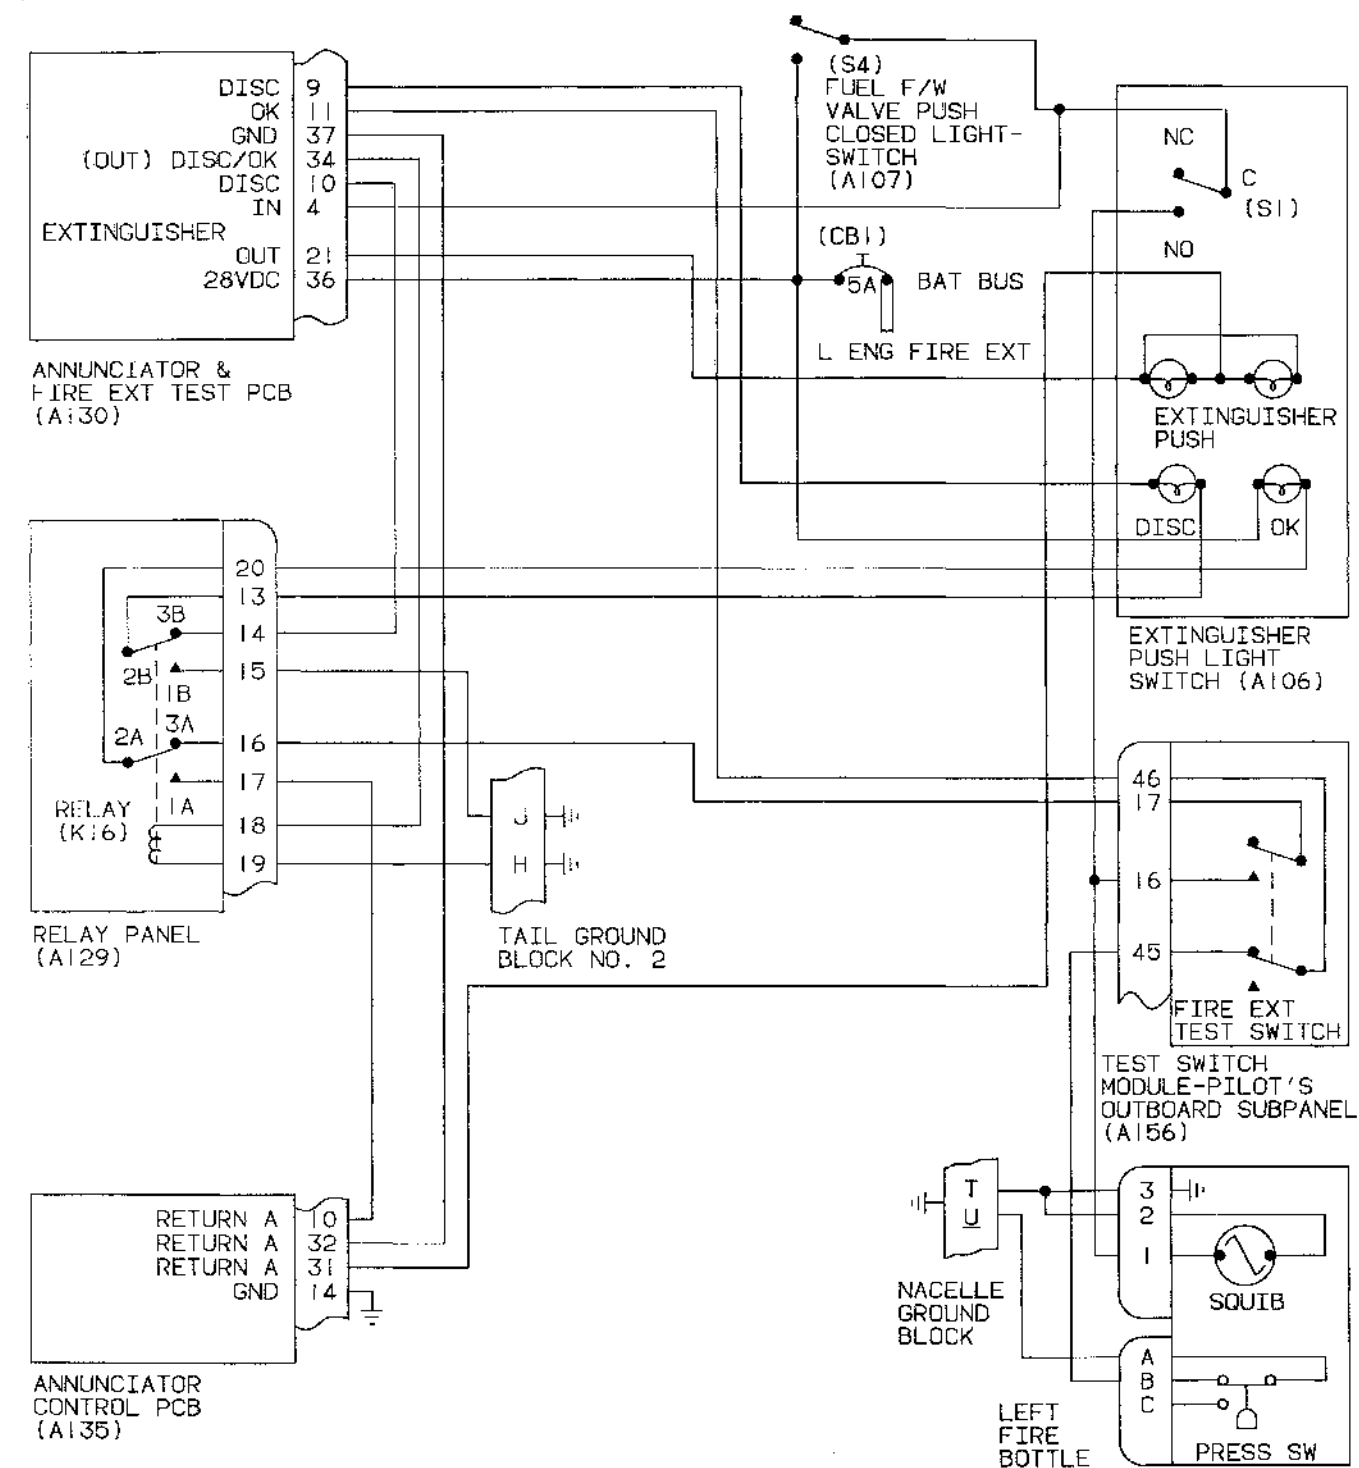 DISC 9
OK 11
GND 37
(OUT) DISC/OK 34
DISC 10
IN 4
EXTINGUISHER
OUT 21
28VDC 36
ANNUNCIATOR &
FIRE EXT TEST PCB
(A130)
(S4)
FUEL F/W
VALVE PUSH
CLOSED LIGHT-
SWITCH
(A107)
(CB1)
5A
BAT BUS
L ENG FIRE EXT
NC
C
(S1)
NO
EXTINGUISHER
PUSH
DISC
OK
EXTINGUISHER
PUSH LIGHT
SWITCH (A106)
20
13
3B
14
2B
15
1B
3A
2A
16
17
1A
RELAY
(K16)
18
19
RELAY PANEL
(A129)
J
H
TAIL GROUND
BLOCK NO. 2
46
17
16
45
FIRE EXT
TEST SWITCH
TEST SWITCH
MODULE-PILOT'S
OUTBOARD SUBPANEL
(A156)
RETURN A 10
RETURN A 32
RETURN A 31
GND 14
ANNUNCIATOR
CONTROL PCB
(A135)
T
U
NACELLE
GROUND
BLOCK
3
2
1
SQUIB
A
B
C
PRESS SW
LEFT
FIRE
BOTTLE